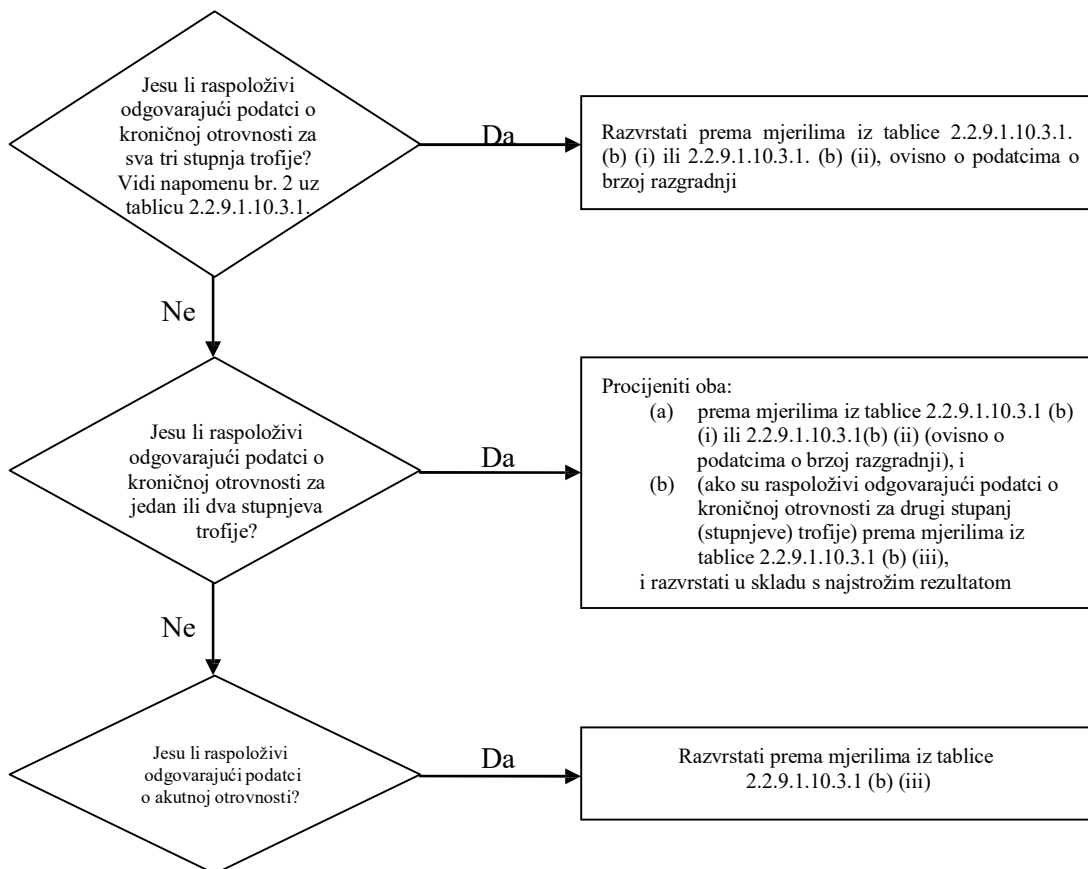 Jesu li raspoloživi
odgovarajući podatci o
kroničnoj otrovnosti za
sva tri stupnja trofije?
Vidi napomenu br. 2 uz
tablicu 2.2.9.1.10.3.1.
Da
Razvrstati prema mjerilima iz tablice 2.2.9.1.10.3.1.
(b) (i) ili 2.2.9.1.10.3.1. (b) (ii), ovisno o podatcima o
brzoj razgradnji
Ne
Jesu li raspoloživi
odgovarajući podatci o
kroničnoj otrovnosti za
jedan ili dva stupnjeva
trofije?
Da
Procijeniti oba:
(a) prema mjerilima iz tablice 2.2.9.1.10.3.1 (b)
(i) ili 2.2.9.1.10.3.1(b) (ii) (ovisno o
podatcima o brzoj razgradnji), i
(b) (ako su raspoloživi odgovarajući podatci o
kroničnoj otrovnosti za drugi stupanj
(stupnjeve) trofije) prema mjerilima iz
tablice 2.2.9.1.10.3.1 (b) (iii),
i razvrstati u skladu s najstrožim rezultatom
Ne
Jesu li raspoloživi
odgovarajući podatci
o akutnoj otrovnosti?
Da
Razvrstati prema mjerilima iz tablice
2.2.9.1.10.3.1 (b) (iii)